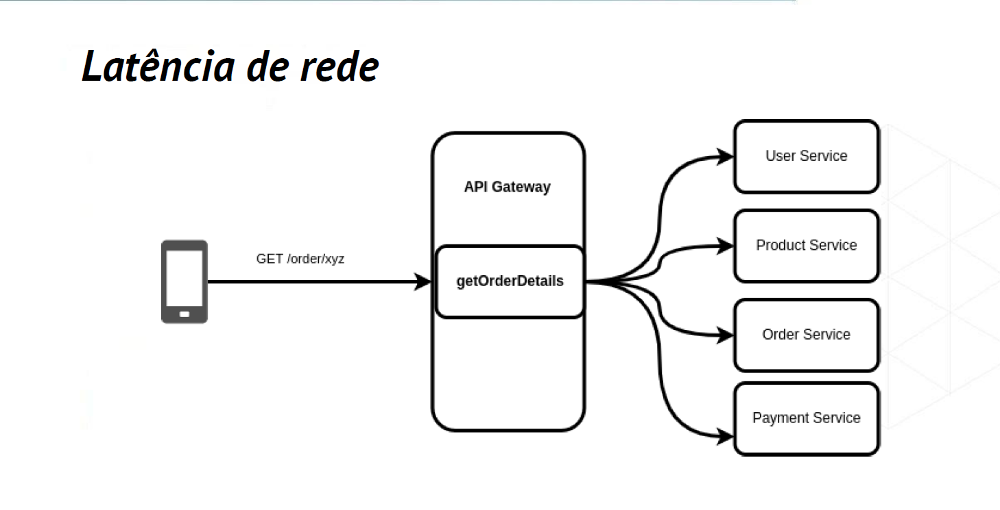 Latência de rede
User Service
API Gateway
Product Service
GET /order/xyz
getOrderDetails
Order Service
Payment Service